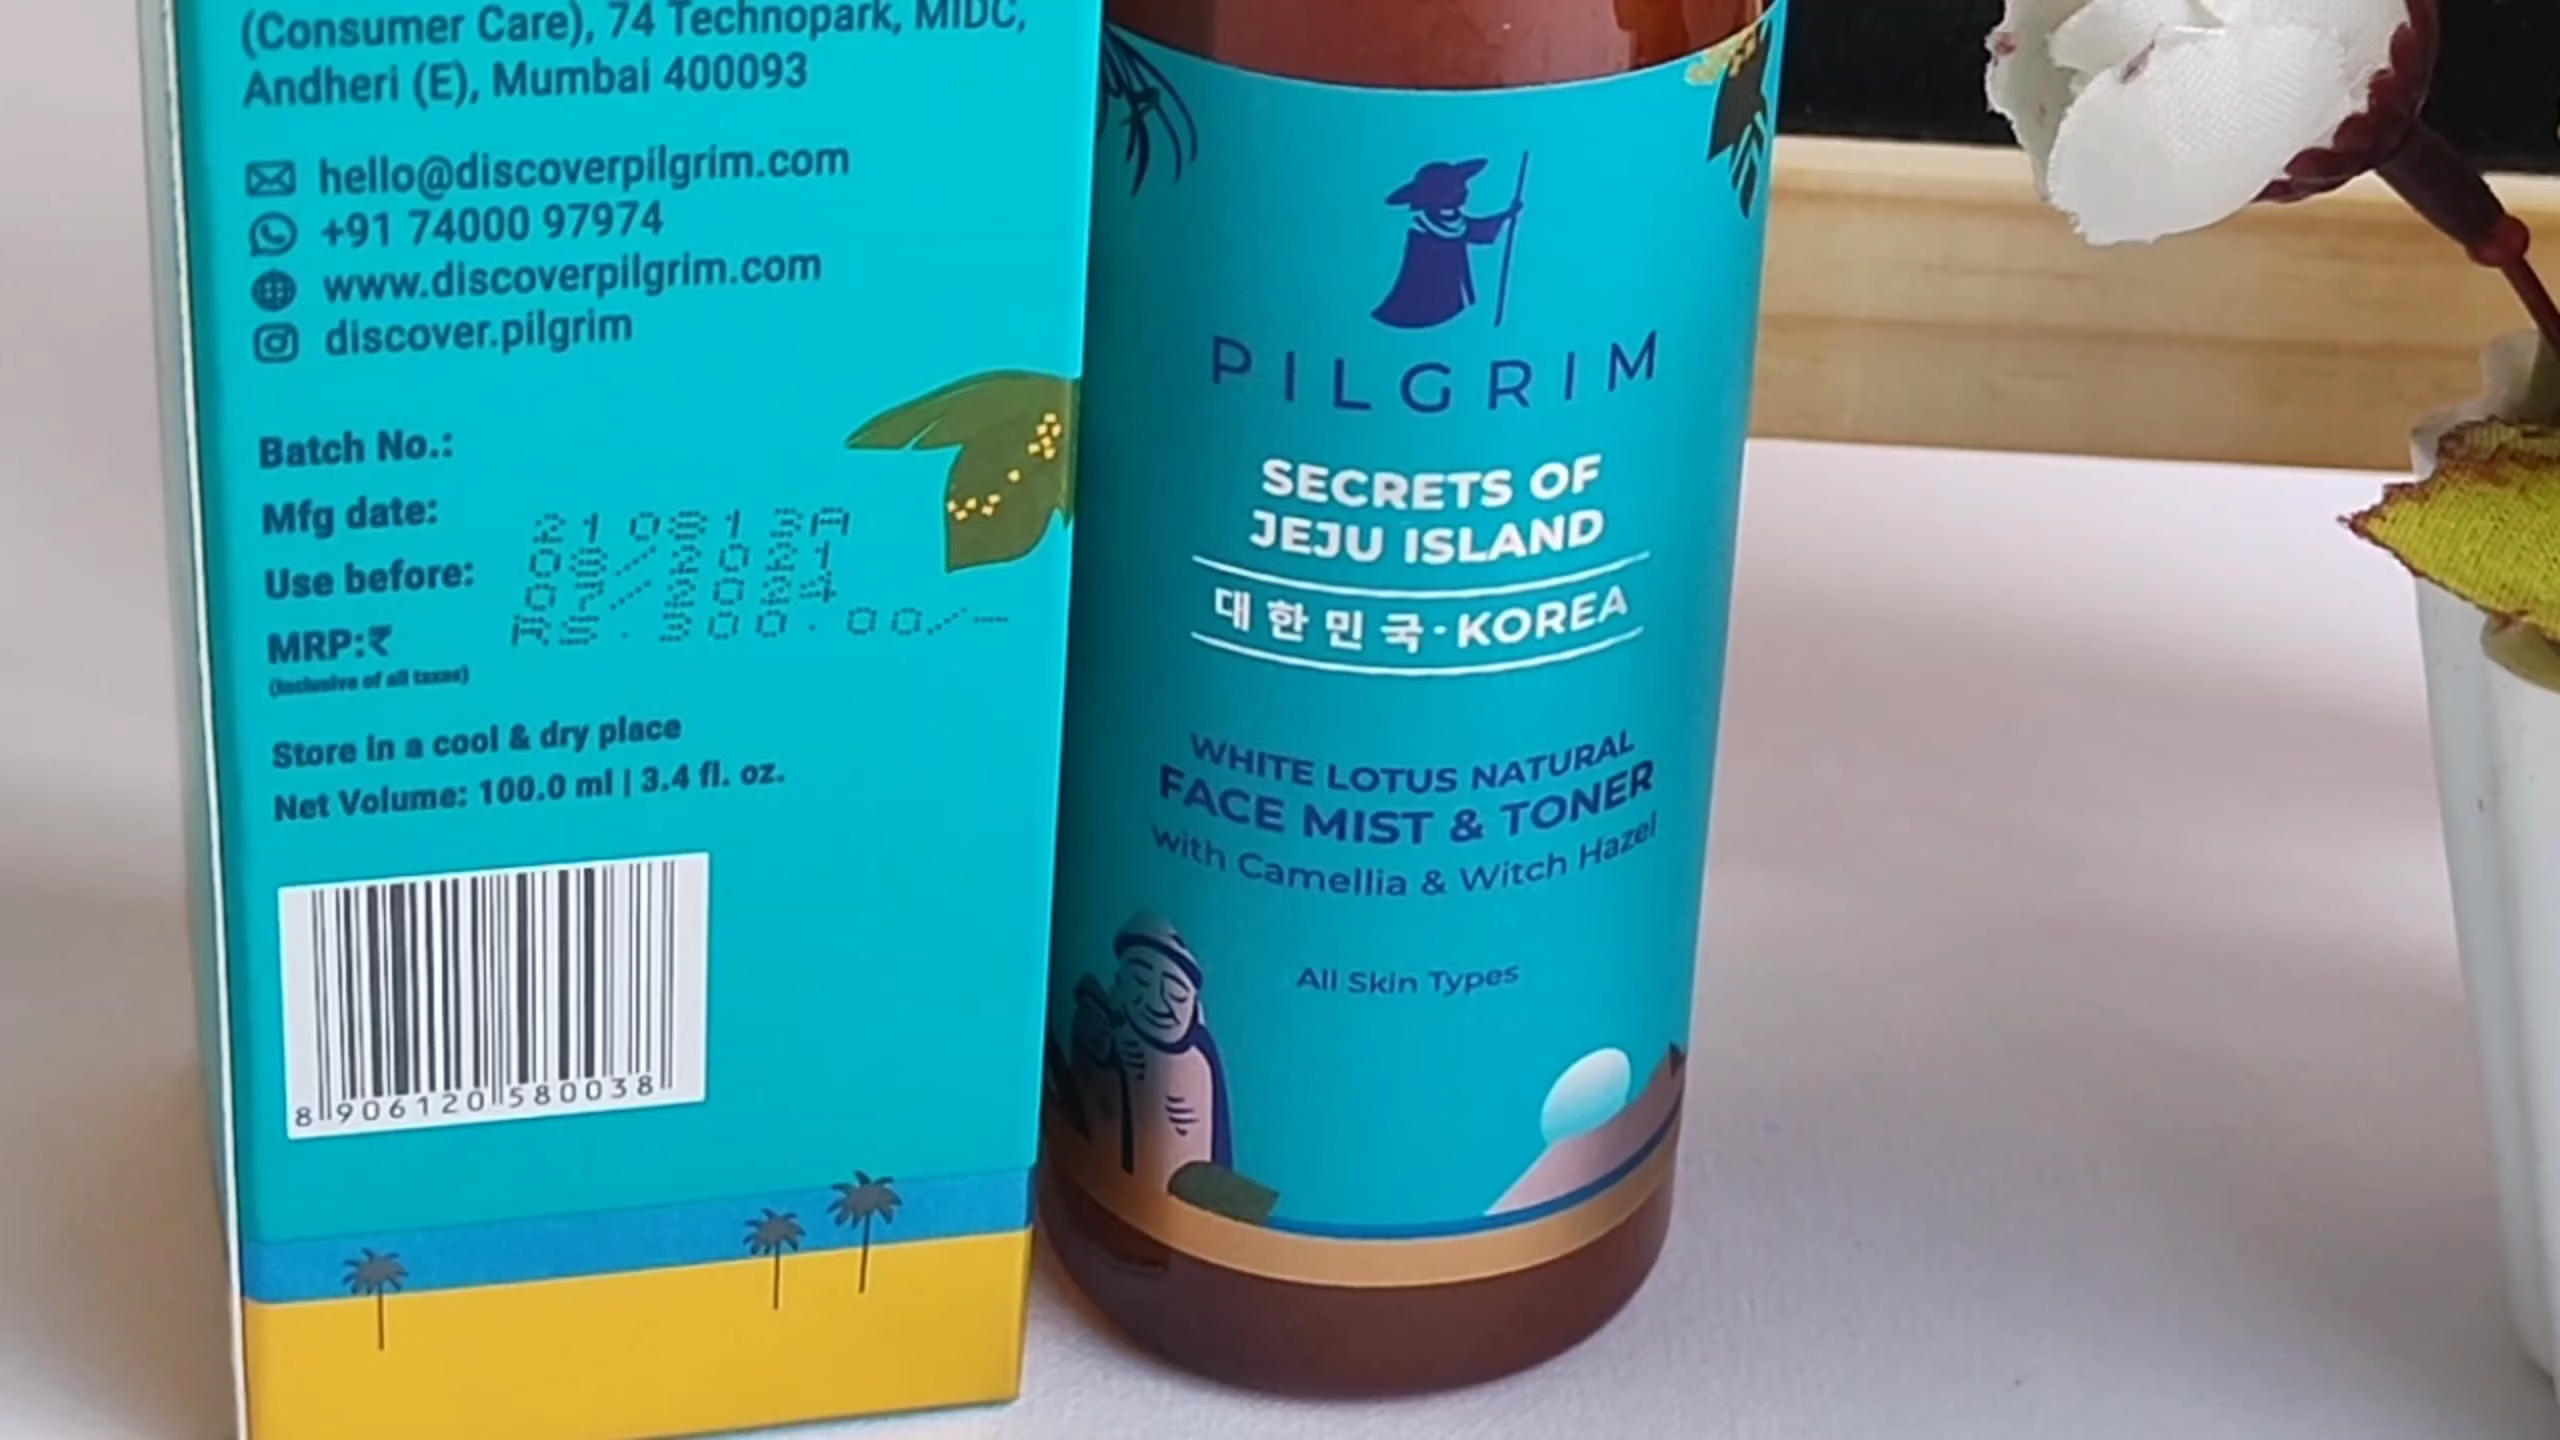 (Consumer Care), 74 Technopark, MIDC,
Andheri (E), Mumbai 400093
hello@discoverpilgrim.com
+91 74000 97974
www.discoverpilgrim.com
discover.pilgrim
Batch No.:
Mfg date:
Use before:
MRP:₹
(Inclusive of all taxes)
210813A
08/2021
07/2024
RS.300.00/-
Store in a cool & dry place
Net Volume: 100.0 ml | 3.4 fl. oz.
8 906120 580038
PILGRIM
SECRETS OF
JEJU ISLAND
대한민국-KOREA
WHITE LOTUS NATURAL
FACE MIST & TONER
with Camellia & Witch Hazel
All Skin Types